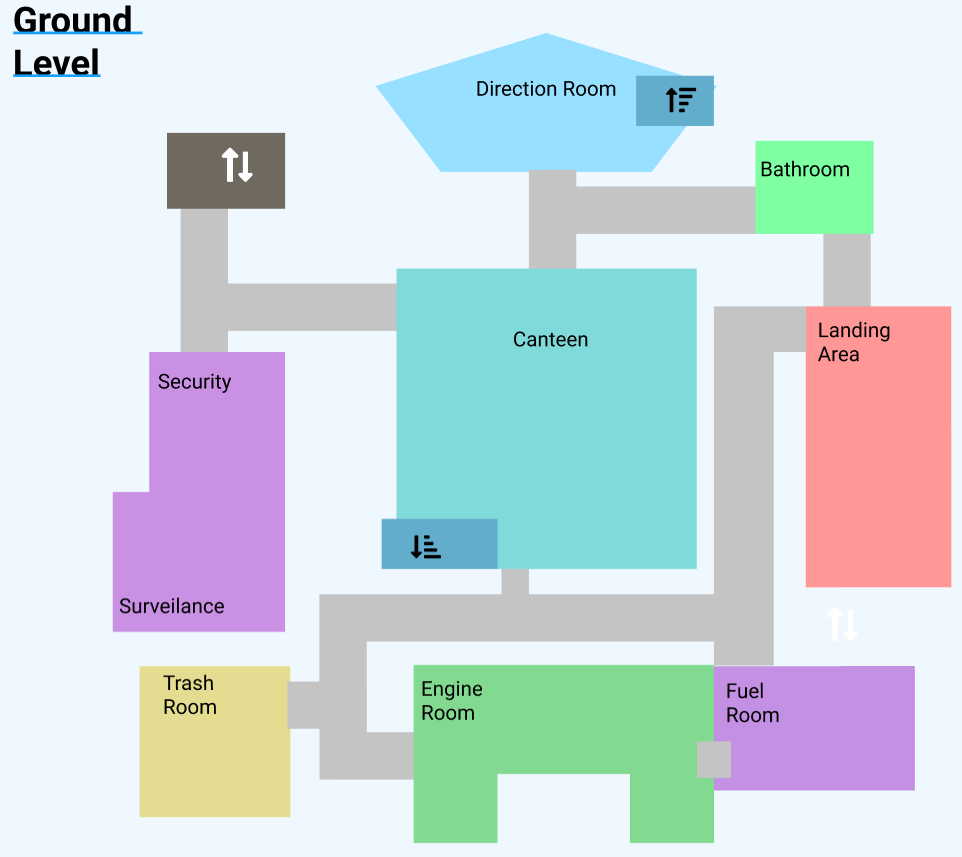 Ground
Level
Direction Room
Bathroom
Canteen
Landing
Area
Security
Surveilance
Trash
Room
Engine
Room
Fuel
Room